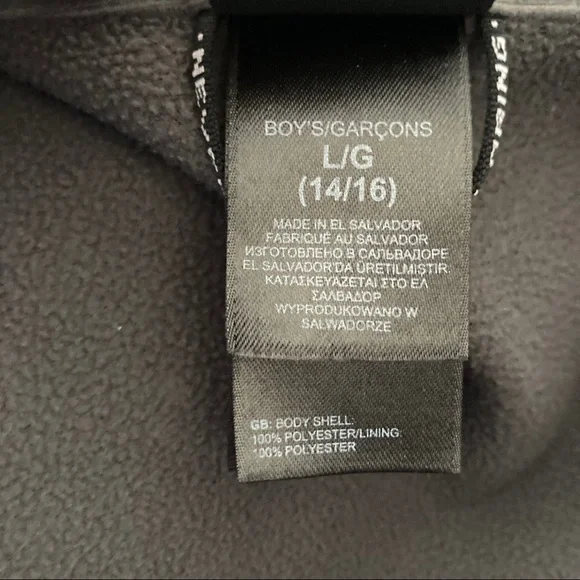 BOY'S/GARÇONS
L/G
(14/16)
MADE IN EL SALVADOR
FABRIQUÉ AU SALVADOR
ИЗГОТОВЛЕНО В САЛЬВАДОРЕ
EL SALVADOR'DA ÜRETILMIŞTIR.
ΚΑΤΑΣΚΕΥΑΖΕΤΑΙ ΣΤΟ ΕΛ
ΣΑΛΒΑΔΌΡ
WYPRODUKOWANO W
SALWADORZE
GB: BODY SHELL:
100% POLYESTER/LINING:
100% POLYESTER